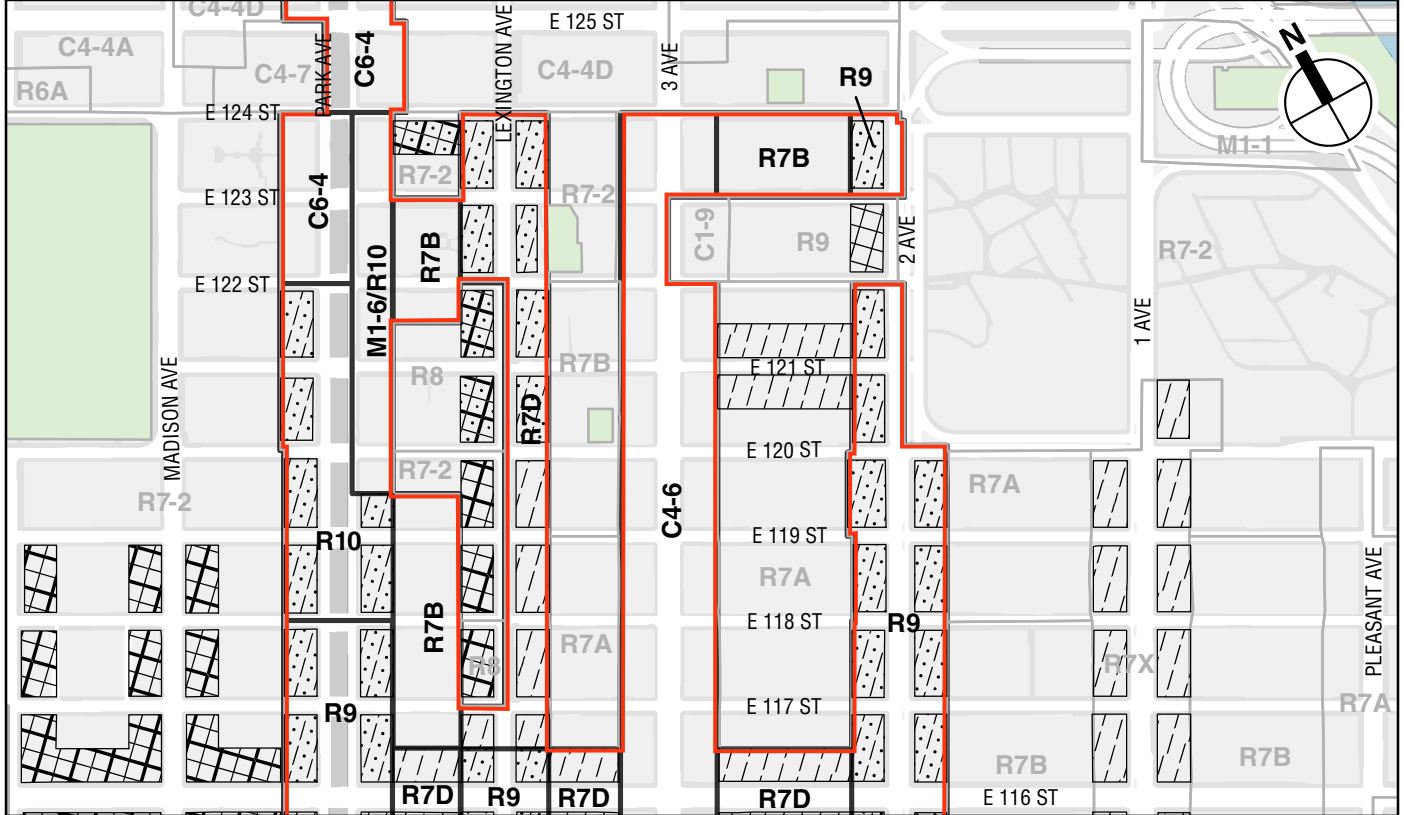 C4-4D
E 125 ST
N
C4-4A
C4-7
PARK AVE
C6-4
LEXINGTON AVE
C4-4D
3 AVE
R9
R6A
E 124 ST
M1-1
R7-2
R7B
E 123 ST
C6-4
R7-2
R7B
C1-9
R9
2 AVE
R7-2
E 122 ST
M1-6/R10
1 AVE
MADISON AVE
R8
R7D
R7B
E 121 ST
E 120 ST
R7-2
R7-2
R7A
C4-6
R10
E 119 ST
R7A
PLEASANT AVE
R7B
E 118 ST
R9
R8
R7A
R7X
R9
E 117 ST
R7A
R7B
R7B
R7D
R9
R7D
R7D
E 116 ST